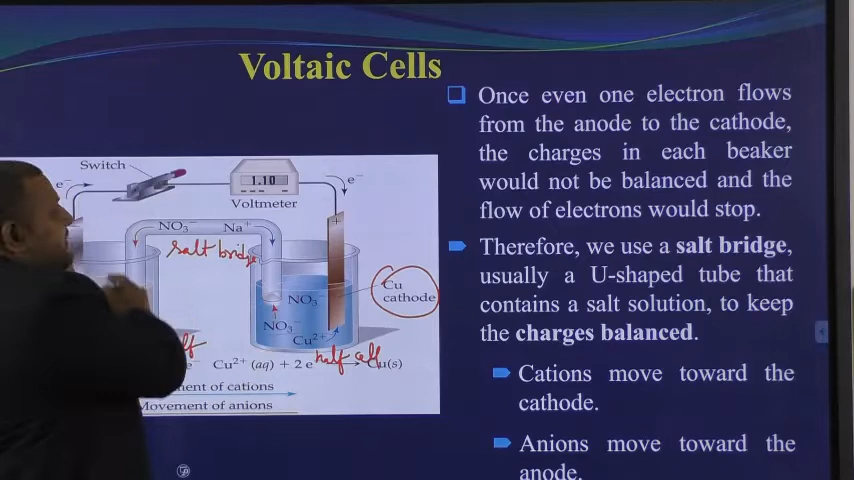 Voltaic Cells
Once even one electron flows
from the anode to the cathode,
the charges in each beaker
would not be balanced and the
flow of electrons would stop.
Therefore, we use a salt bridge,
usually a U-shaped tube that
contains a salt solution, to keep
the charges balanced.
Cations move toward the
cathode.
Anions move toward the
anode.
Switch
e⁻
1.10
e⁻
Voltmeter
NO₃⁻ Na⁺
+
salt bridge
Cu
cathode
NO₃⁻
NO₃⁻
Cu²⁺
half cell
e⁻ Cu²⁺ (aq) + 2 e Cu(s)
of cations
Movement of anions